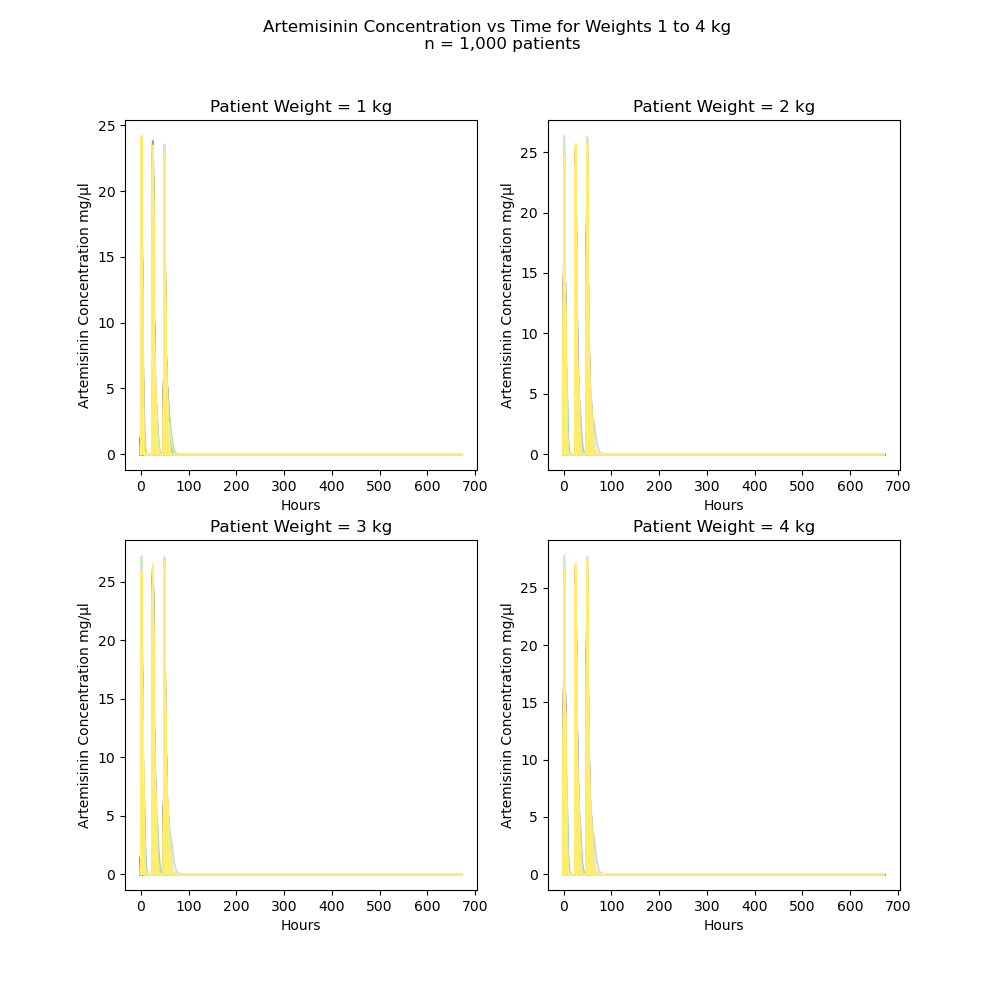 Artemisinin Concentration vs Time for Weights 1 to 4 kg
n = 1,000 patients
Patient Weight = 1 kg
Artemisinin Concentration mg/µl
25
20
15
10
5
0
0 100 200 300 400 500 600 700
Hours
Patient Weight = 2 kg
Artemisinin Concentration mg/µl
25
20
15
10
5
0
0 100 200 300 400 500 600 700
Hours
Patient Weight = 3 kg
Artemisinin Concentration mg/µl
25
20
15
10
5
0
0 100 200 300 400 500 600 700
Hours
Patient Weight = 4 kg
Artemisinin Concentration mg/µl
25
20
15
10
5
0
0 100 200 300 400 500 600 700
Hours